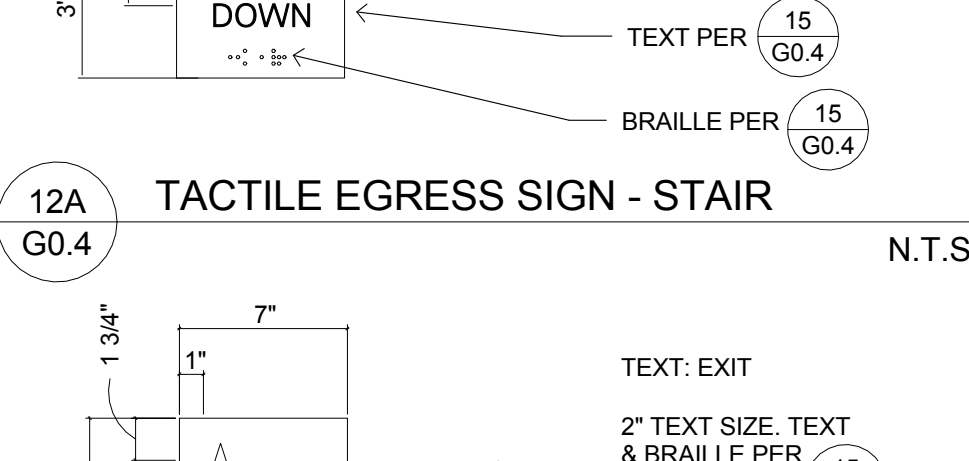 3"
DOWN
TEXT PER 15
G0.4
BRAILLE PER 15
G0.4
12A
G0.4
TACTILE EGRESS SIGN - STAIR
N.T.S
1 3/4"
7"
1"
TEXT: EXIT
2" TEXT SIZE. TEXT
& BRAILLE PER